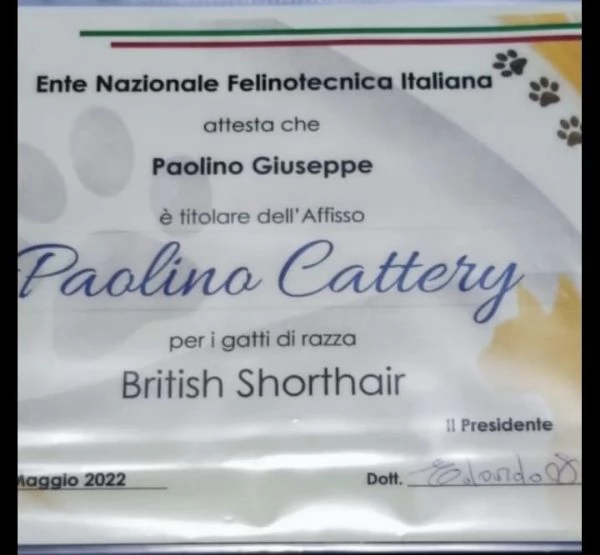 Ente Nazionale Felinotecnica Italiana
attesta che
Paolino Giuseppe
è titolare dell'Affisso
Paolino Cattery
per i gatti di razza
British Shorthair
Il Presidente
Maggio 2022
Dott.